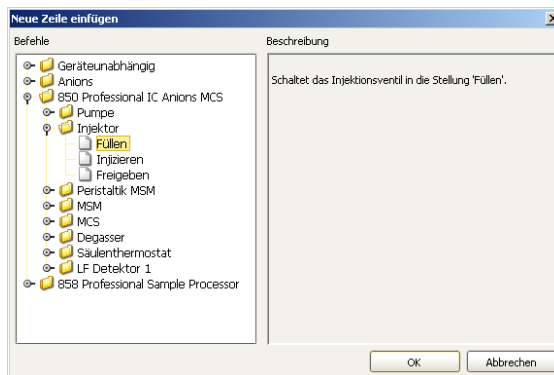 Neue Zeile einfügen
Befehle
Geräteunabhängig
Anions
850 Professional IC Anions MCS
Pumpe
Injektor
Füllen
Injizieren
Freigeben
Peristaltik MSM
MSM
MCS
Degasser
Säulenthermostat
LF Detektor 1
858 Professional Sample Processor
Beschreibung
Schaltet das Injektionsventil in die Stellung 'Füllen'.
OK
Abbrechen